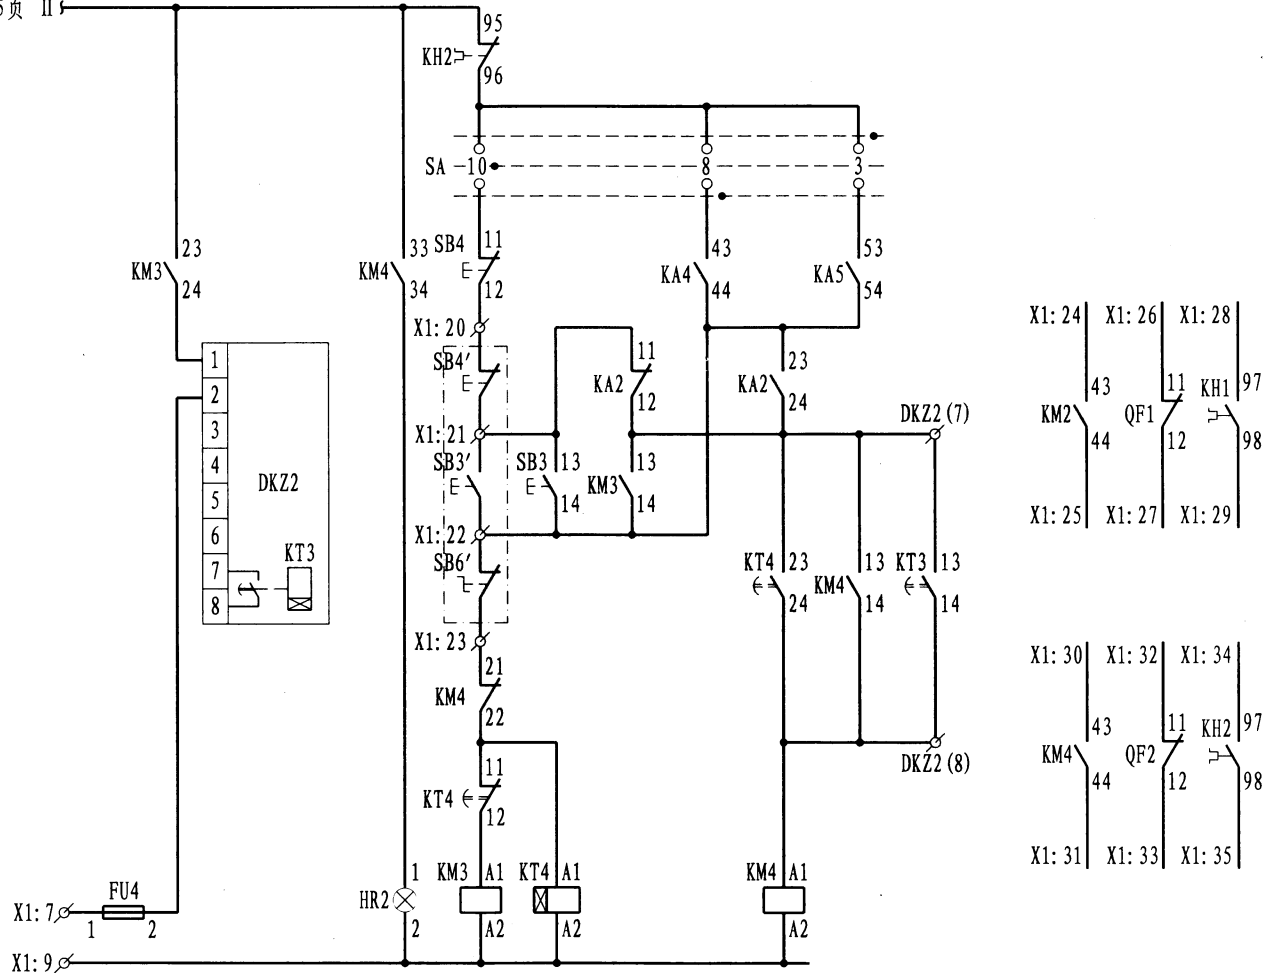 5页 II
95
KH2
96
SA 10 8 3
23
KM3
24
33
KM4
34
SB4 11
12
43
KA4
44
53
KA5
54
X1:20
SB4′
11
KA2
12
23
KA2
24
X1:21
DKZ2(7)
SB3′
SB3 13
14
13
KM3
14
X1:22
SB6′
X1:23
1
2
3
4
5
6
7
8
DKZ2
KT3
KT4 23
24
KM4 13
14
KT3 13
14
21
KM4
22
DKZ2(8)
11
KT4
12
KM3 A1
A2
KT4 A1
A2
KM4 A1
A2
1
HR2
2
FU4
X1:7
1 2
X1:9
X1:24 X1:26 X1:28
43 11 97
KM2 QF1 KH1
44 12 98
X1:25 X1:27 X1:29
X1:30 X1:32 X1:34
43 11 97
KM4 QF2 KH2
44 12 98
X1:31 X1:33 X1:35